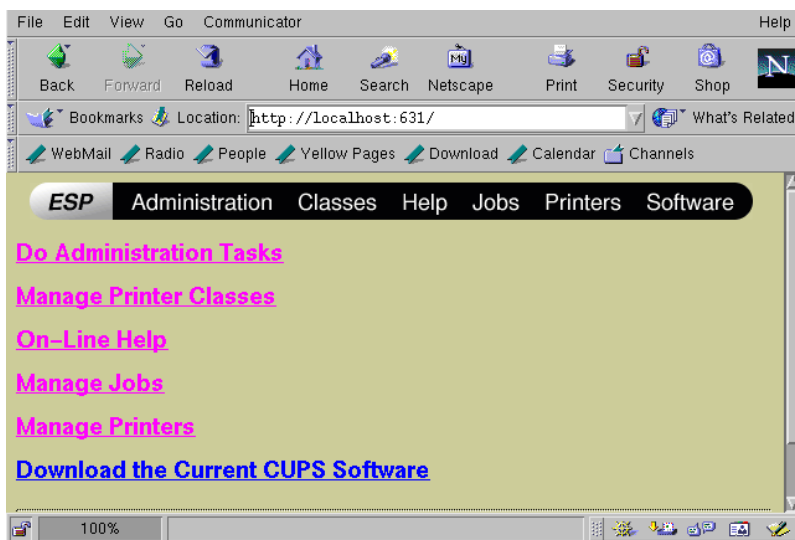 File Edit View Go Communicator Help
Back Forward Reload Home Search Netscape Print Security Shop N
My
Bookmarks Location: http://localhost:631/ What's Related
WebMail Radio People Yellow Pages Download Calendar Channels
ESP Administration Classes Help Jobs Printers Software
Do Administration Tasks
Manage Printer Classes
On-Line Help
Manage Jobs
Manage Printers
Download the Current CUPS Software
100%